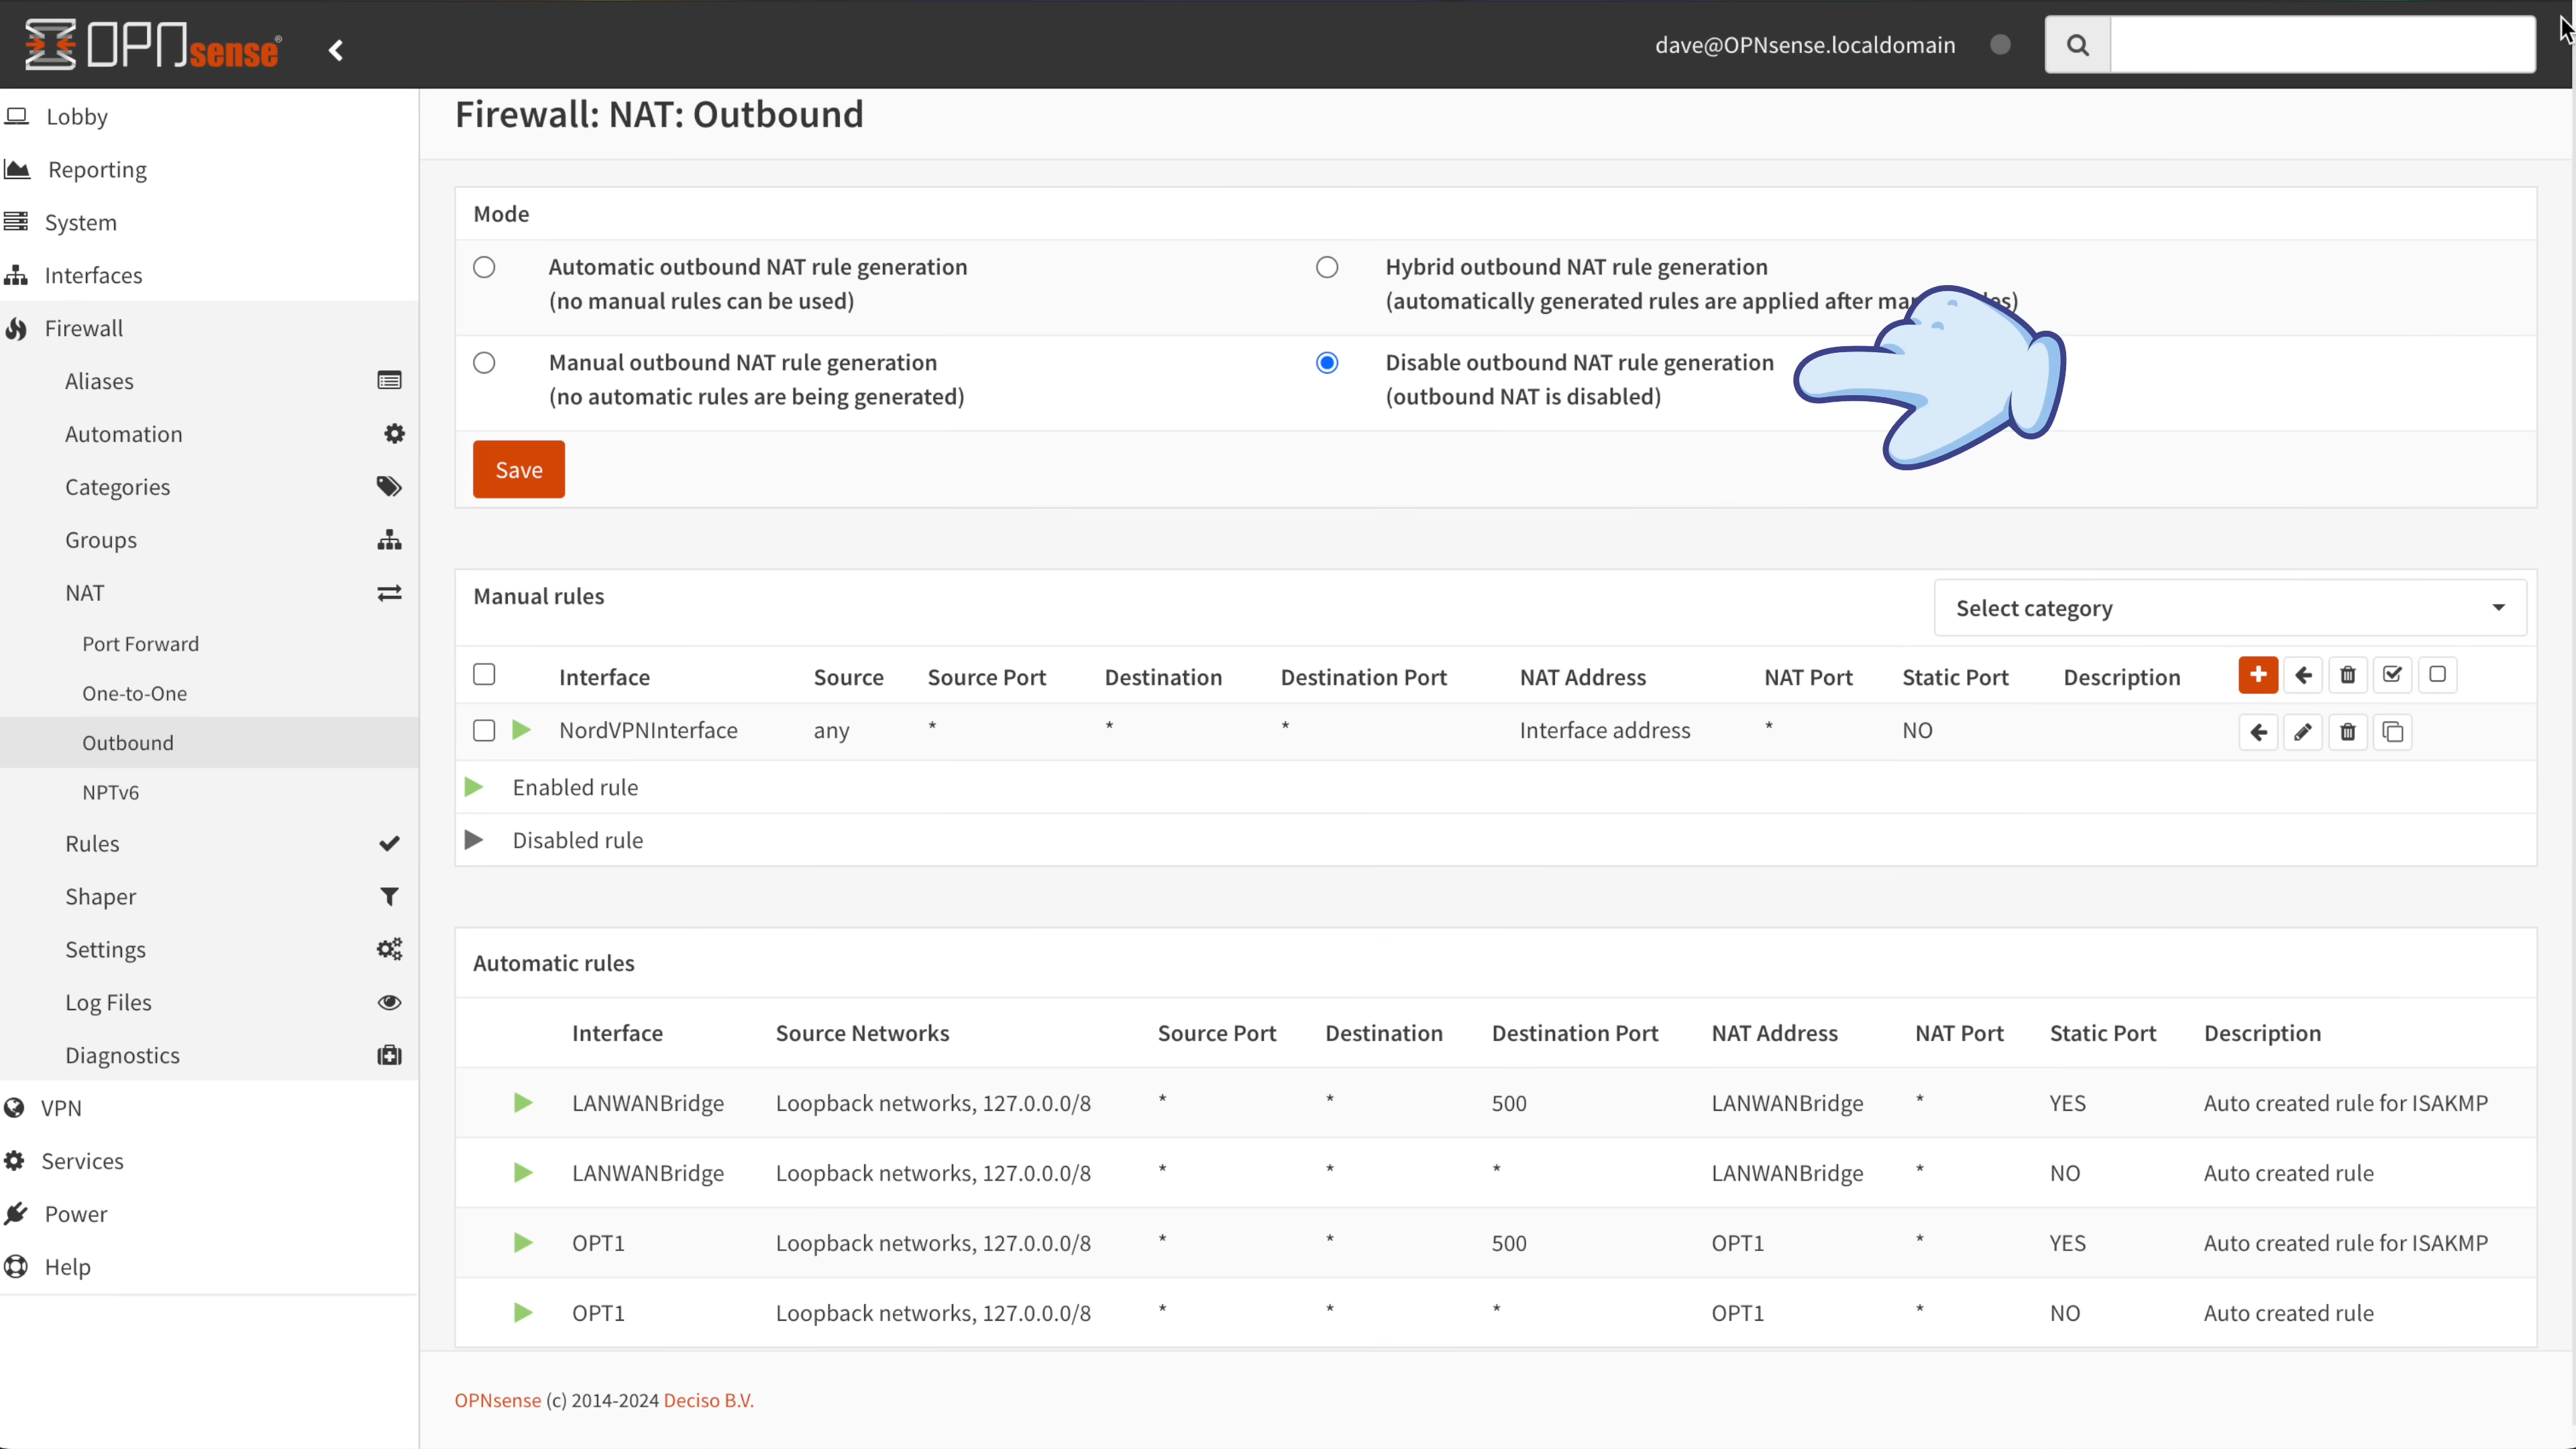 OPNsense®
dave@OPNsense.localdomain
Lobby
Reporting
System
Interfaces
Firewall
Aliases
Automation
Categories
Groups
NAT
Port Forward
One-to-One
Outbound
NPTv6
Rules
Shaper
Settings
Log Files
Diagnostics
VPN
Services
Power
Help
Firewall: NAT: Outbound
Mode
Automatic outbound NAT rule generation
(no manual rules can be used)
Hybrid outbound NAT rule generation
(automatically generated rules are applied after
Manual outbound NAT rule generation
(no automatic rules are being generated)
Disable outbound NAT rule generation
(outbound NAT is disabled)
Save
Manual rules
Select category
Interface Source Source Port Destination Destination Port NAT Address NAT Port Static Port Description
NordVPNInterface any * * * Interface address * NO
Enabled rule
Disabled rule
Automatic rules
Interface Source Networks Source Port Destination Destination Port NAT Address NAT Port Static Port Description
LANWANBridge Loopback networks, 127.0.0.0/8 * * 500 LANWANBridge * YES Auto created rule for ISAKMP
LANWANBridge Loopback networks, 127.0.0.0/8 * * * LANWANBridge * NO Auto created rule
OPT1 Loopback networks, 127.0.0.0/8 * * 500 OPT1 * YES Auto created rule for ISAKMP
OPT1 Loopback networks, 127.0.0.0/8 * * * OPT1 * NO Auto created rule
OPNsense (c) 2014-2024 Deciso B.V.